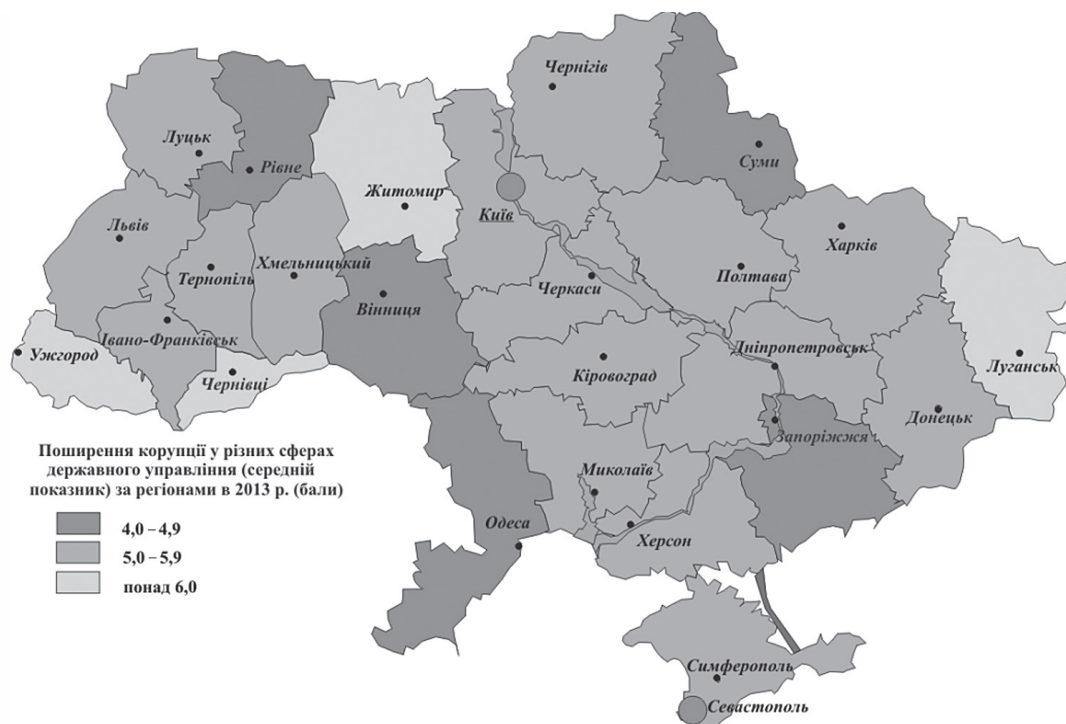 Чернігів
Луцьк
Рівне
Суми
Житомир
Київ
Львів
Харків
Тернопіль
Хмельницький
Полтава
Черкаси
Вінниця
Івано-Франківськ
Ужгород
Чернівці
Дніпропетровськ
Кіровоград
Луганськ
Донецьк
Запоріжжя
Миколаїв
Одеса
Херсон
Симферополь
Севастополь
Поширення корупції у різних сферах
державного управління (середній
показник) за регіонами в 2013 р. (бали)
4,0 – 4,9
5,0 – 5,9
понад 6,0